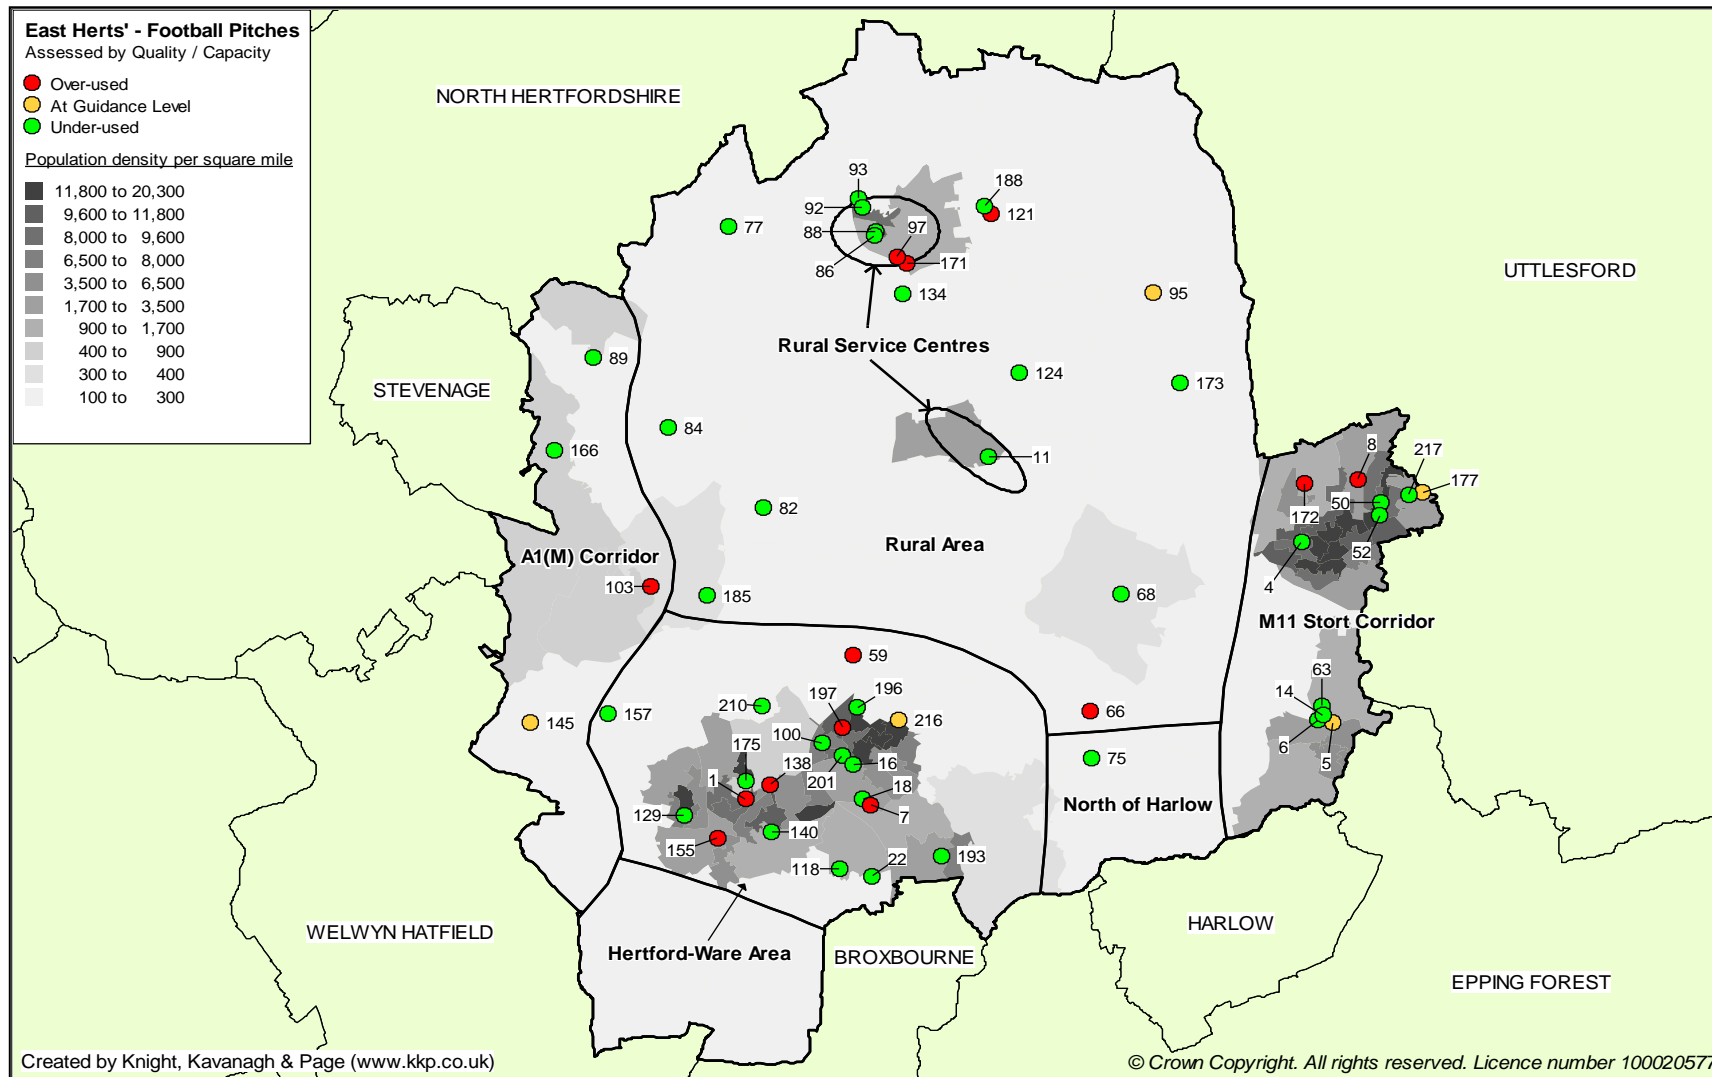 East Herts' - Football Pitches
Assessed by Quality / Capacity
Over-used
At Guidance Level
Under-used
Population density per square mile
11,800 to 20,300
9,600 to 11,800
8,000 to 9,600
6,500 to 8,000
3,500 to 6,500
1,700 to 3,500
900 to 1,700
400 to 900
300 to 400
100 to 300
NORTH HERTFORDSHIRE
93
188
92
121
77
88
97
86
171
UTTLESFORD
134
95
Rural Service Centres
89
124
173
STEVENAGE
84
166
11
8
217
177
50
172
82
52
Rural Area
A1(M) Corridor
103
4
185
68
M11 Stort Corridor
59
63
197
196
14
210
66
157
216
145
100
175
6
138
16
75
5
1
201
18
North of Harlow
129
7
140
155
22
193
118
HARLOW
WELWYN HATFIELD
Hertford-Ware Area
BROXBOURNE
EPPING FOREST
Created by Knight, Kavanagh & Page (www.kkp.co.uk)
© Crown Copyright. All rights reserved. Licence number 100020577